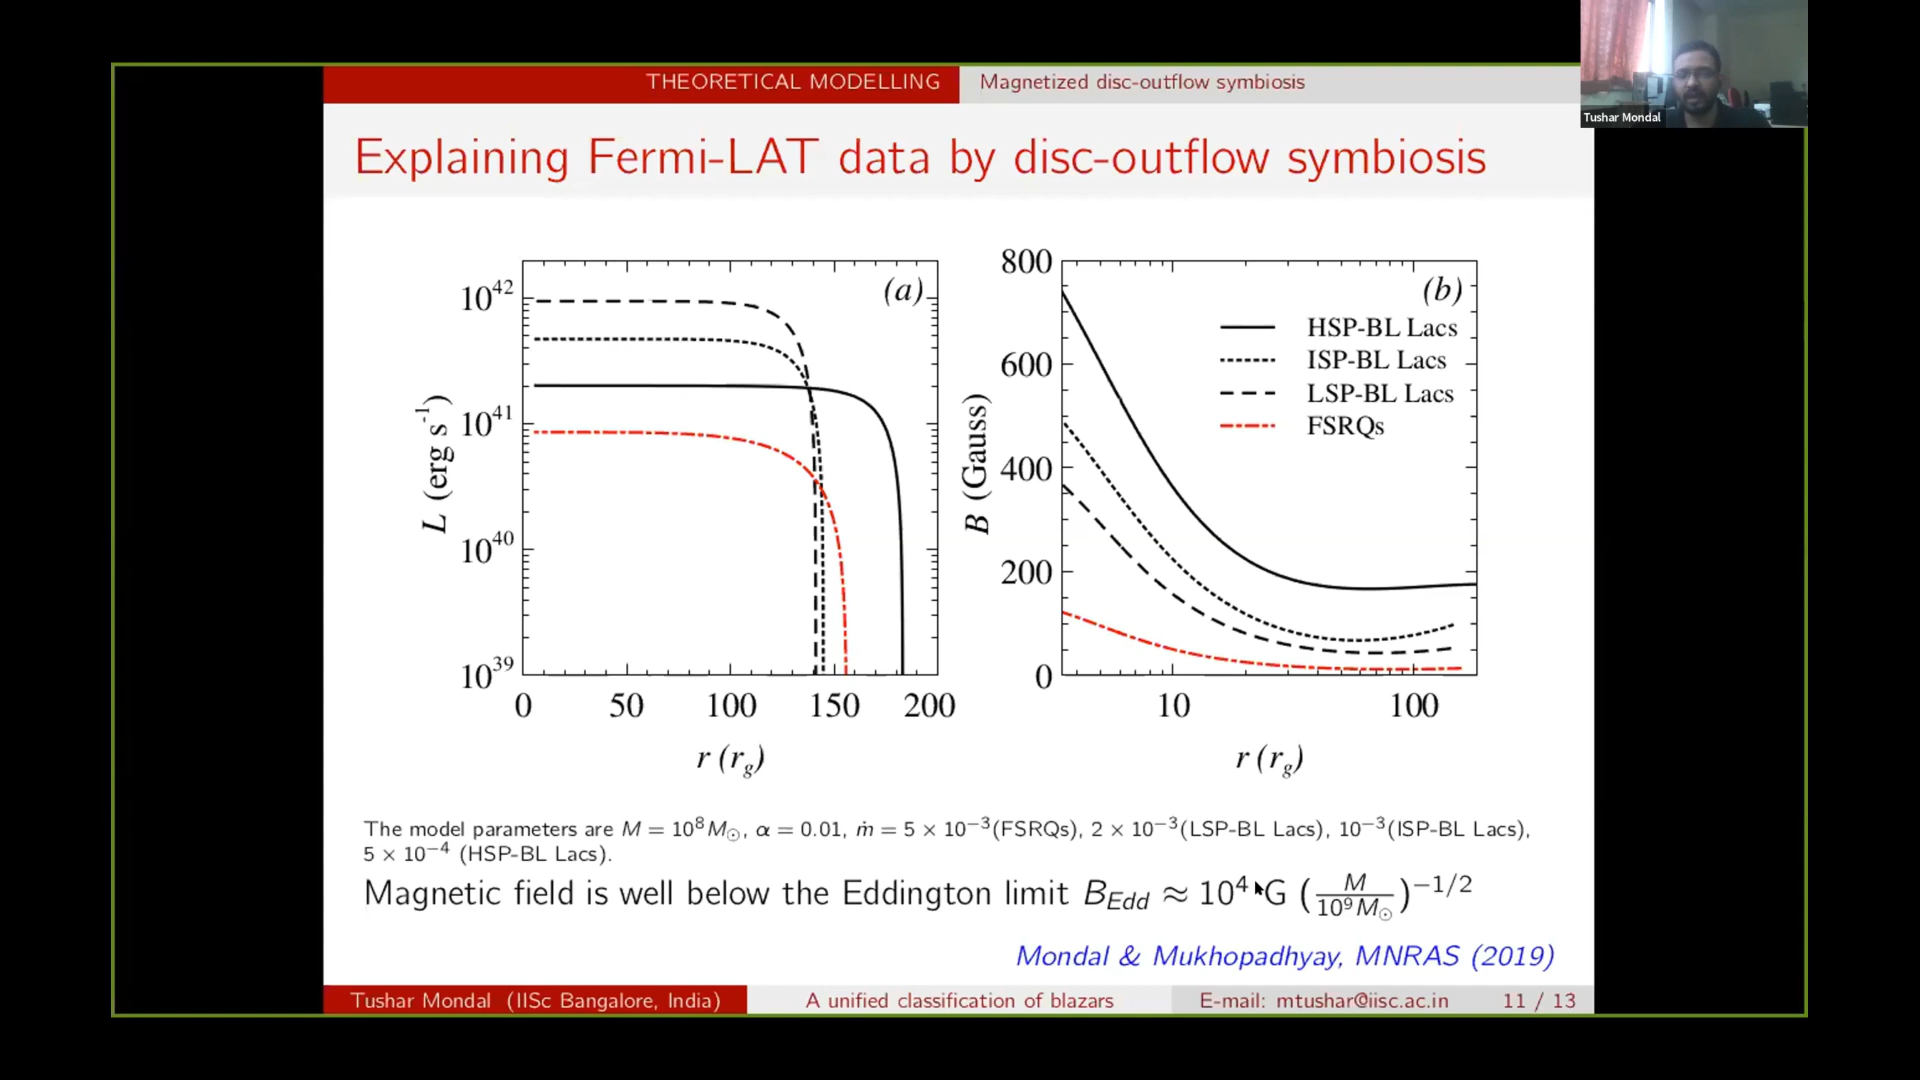 THEORETICAL MODELLING Magnetized disc-outflow symbiosis
Tushar Mondal
Explaining Fermi-LAT data by disc-outflow symbiosis
(a)
10^42
10^41
10^40
10^39
L (erg s^-1)
0 50 100 150 200
r (r_g)
(b)
800
600
400
200
0
B (Gauss)
HSP-BL Lacs
ISP-BL Lacs
LSP-BL Lacs
FSRQs
10 100
r (r_g)
The model parameters are M = 10^8 M_⊙, α = 0.01, ṁ = 5 × 10^−3(FSRQs), 2 × 10^−3(LSP-BL Lacs), 10^−3(ISP-BL Lacs),
5 × 10^−4 (HSP-BL Lacs).
Magnetic field is well below the Eddington limit B_Edd ≈ 10^4 G (M/10^9 M_⊙)^−1/2
Mondal & Mukhopadhyay, MNRAS (2019)
Tushar Mondal (IISc Bangalore, India) A unified classification of blazars E-mail: mtushar@iisc.ac.in 11 / 13